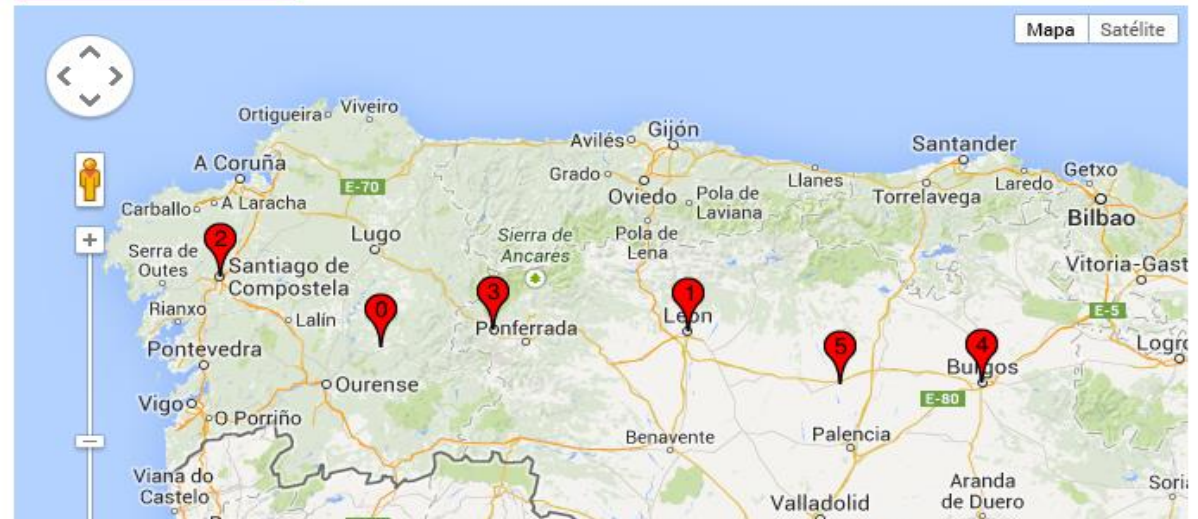 Mapa
Satélite
Ortigueira
Viveiro
Avilés
Gijón
Santander
A Coruña
Getxo
E-70
Grado
Oviedo
Pola de
Laviana
Llanes
Torrelavega
Laredo
Carballo
A Laracha
Bilbao
2
Lugo
Serra de
Outes
Santiago de
Compostela
Sierra de
Ancares
Pola de
Lena
Vitoria-Gast
Rianxo
Lalín
0
3
Ponferrada
1
León
5
4
Burgos
E-5
Logro
Pontevedra
Ourense
E-80
Vigo
O Porriño
Benavente
Palencia
Viana do
Castelo
Aranda
de Duero
Soria
Valladolid